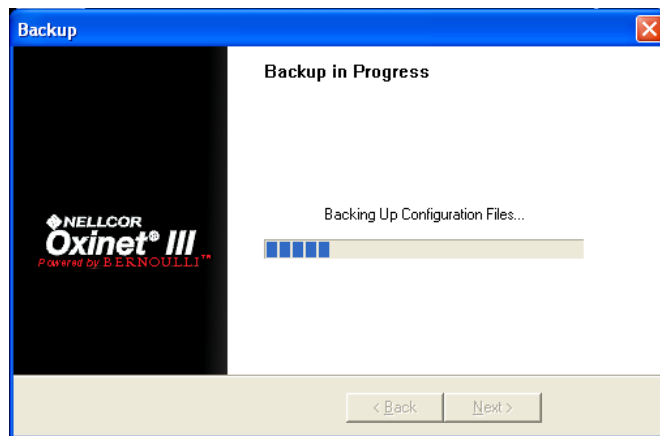 Backup
Backup in Progress
NELLCOR
Oxinet® III
Powered by BERNOULLI™
Backing Up Configuration Files...
< Back
Next >